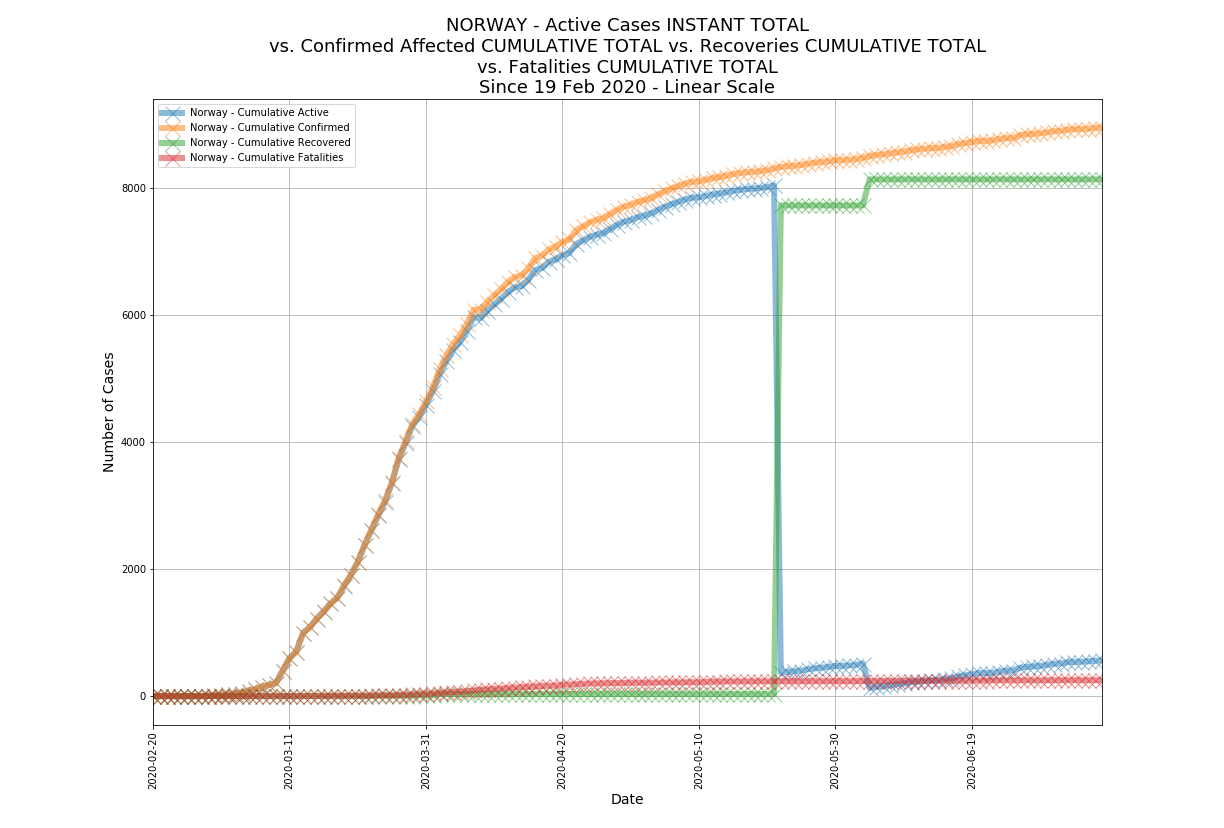 NORWAY - Active Cases INSTANT TOTAL
vs. Confirmed Affected CUMULATIVE TOTAL vs. Recoveries CUMULATIVE TOTAL
vs. Fatalities CUMULATIVE TOTAL
Since 19 Feb 2020 - Linear Scale
Norway - Cumulative Active
Norway - Cumulative Confirmed
Norway - Cumulative Recovered
Norway - Cumulative Fatalities
Number of Cases
8000
6000
4000
2000
0
2020-02-20
2020-03-11
2020-03-31
2020-04-20
2020-05-10
2020-05-30
2020-06-19
Date